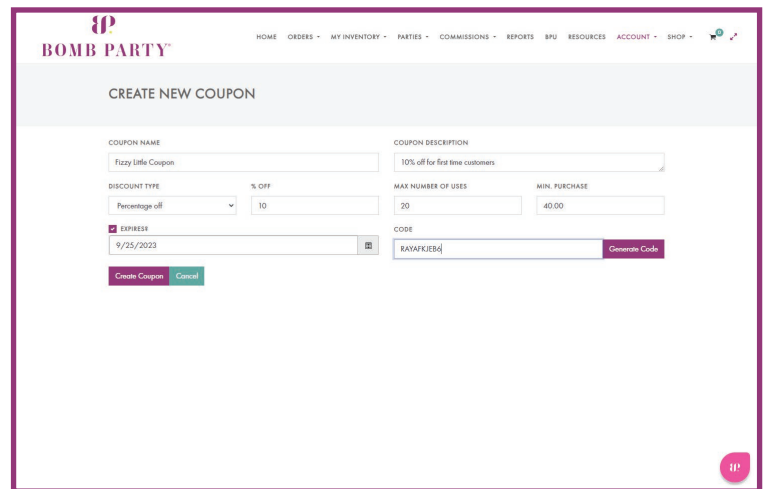 BP
BOMB PARTY®
HOME ORDERS MY INVENTORY PARTIES COMMISSIONS REPORTS BPU RESOURCES ACCOUNT SHOP 0
CREATE NEW COUPON
COUPON NAME COUPON DESCRIPTION
Fizzy Little Coupon 10% off for first time customers
DISCOUNT TYPE % OFF MAX NUMBER OF USES MIN. PURCHASE
Percentage off 10 20 40.00
EXPIRES? CODE
9/25/2023 RAYAFKJEB6 Generate Code
Create Coupon Cancel
BP